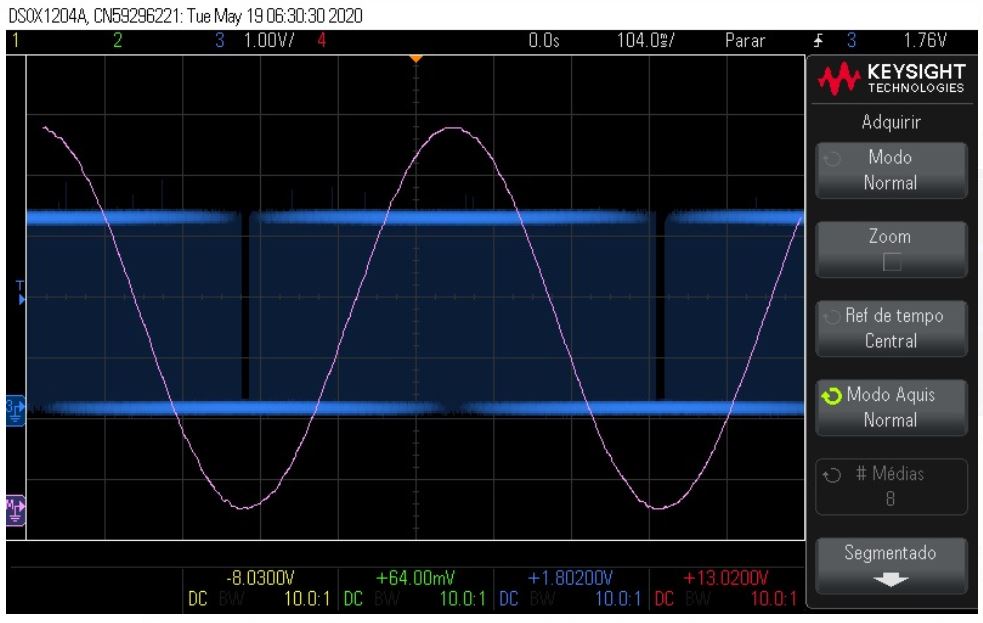 DSOX1204A, CN59296221: Tue May 19 06:30:30 2020
1 2 3 1.00V/ 4 0.0s 104.0ms/ Parar 3 1.76V
KEYSIGHT
TECHNOLOGIES
Adquirir
Modo
Normal
Zoom
T
Ref de tempo
Central
3
Modo Aquis
Normal
# Médias
8
M
Segmentado
-8.0300V +64.00mV +1.80200V +13.0200V
DC BW 10.0:1 DC BW 10.0:1 DC BW 10.0:1 DC BW 10.0:1